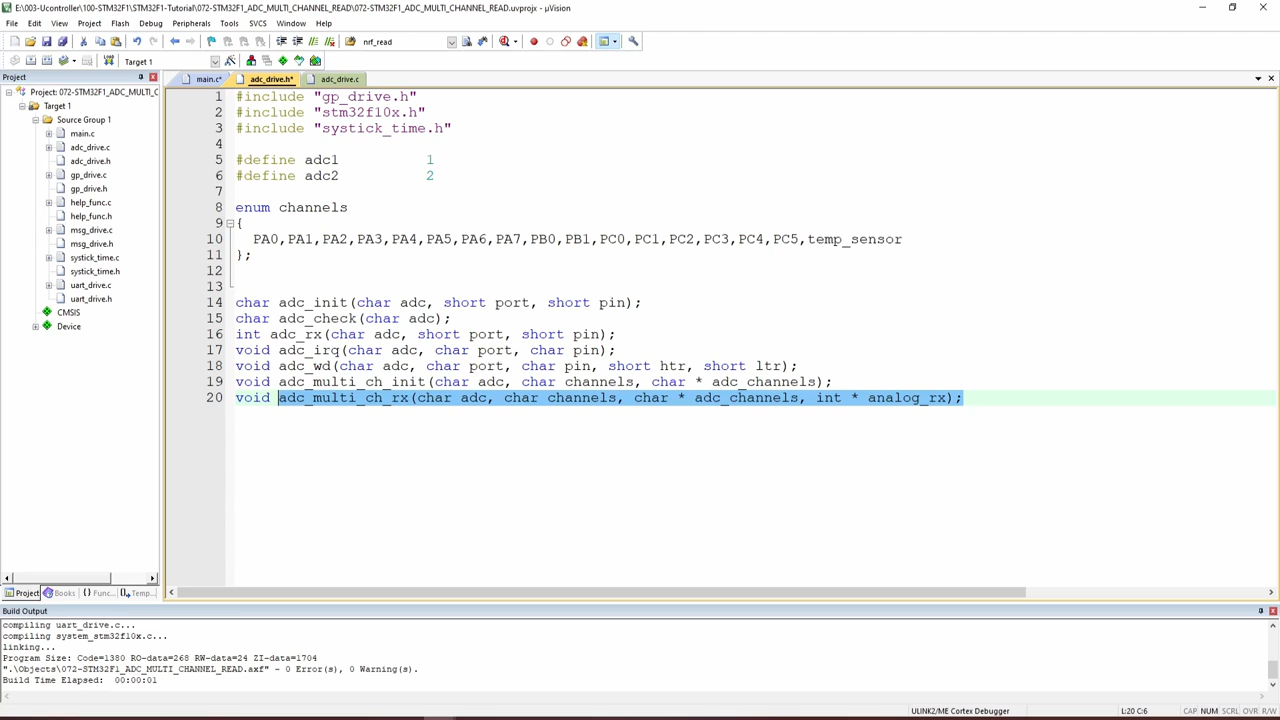 E:\003-Ucontroller\100-STM32F1\STM32F1-Tutorial\072-STM32F1_ADC_MULTI_CHANNEL_READ\072-STM32F1_ADC_MULTI_CHANNEL_READ.uvprojx - µVision
File Edit View Project Flash Debug Peripherals Tools SVCS Window Help
nrf_read
Target 1
Project
main.c* adc_drive.h* adc_drive.c
Project: 072-STM32F1_ADC_MULTI_C
Target 1
Source Group 1
main.c
adc_drive.c
adc_drive.h
gp_drive.c
gp_drive.h
help_func.c
help_func.h
msg_drive.c
msg_drive.h
systick_time.c
systick_time.h
uart_drive.c
uart_drive.h
CMSIS
Device
Project Books {} Func... Temp...
1 #include "gp_drive.h"
2 #include "stm32f10x.h"
3 #include "systick_time.h"
4
5 #define adc1 1
6 #define adc2 2
7
8 enum channels
9 {
10 PA0,PA1,PA2,PA3,PA4,PA5,PA6,PA7,PB0,PB1,PC0,PC1,PC2,PC3,PC4,PC5,temp_sensor
11 };
12
13
14 char adc_init(char adc, short port, short pin);
15 char adc_check(char adc);
16 int adc_rx(char adc, short port, short pin);
17 void adc_irq(char adc, char port, char pin);
18 void adc_wd(char adc, char port, char pin, short htr, short ltr);
19 void adc_multi_ch_init(char adc, char channels, char * adc_channels);
20 void adc_multi_ch_rx(char adc, char channels, char * adc_channels, int * analog_rx);
Build Output
compiling uart_drive.c...
compiling system_stm32f10x.c...
linking...
Program Size: Code=1380 RO-data=268 RW-data=24 ZI-data=1704
".\Objects\072-STM32F1_ADC_MULTI_CHANNEL_READ.axf" - 0 Error(s), 0 Warning(s).
Build Time Elapsed: 00:00:01
ULINK2/ME Cortex Debugger L:20 C:6 CAP NUM SCRL OVR R/W